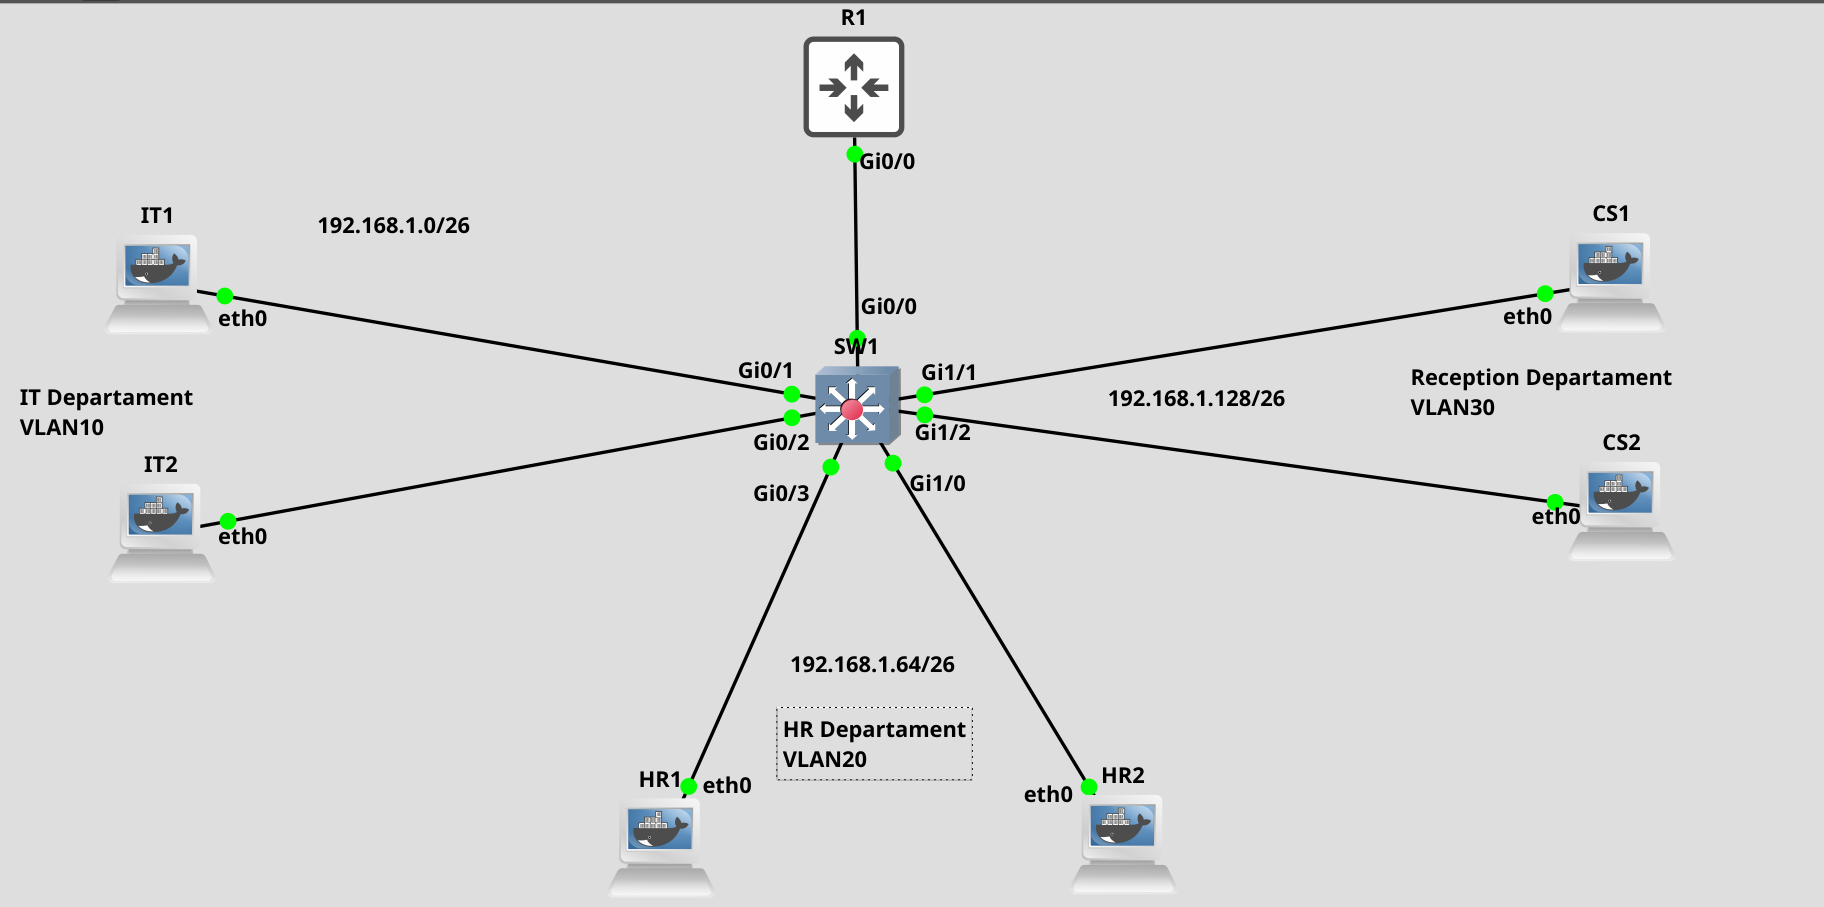 R1
Gi0/0
IT1
192.168.1.0/26
CS1
eth0
Gi0/0
eth0
SW1
Gi0/1
Gi1/1
IT Departament
VLAN10
192.168.1.128/26
Reception Departament
VLAN30
Gi0/2
Gi1/2
IT2
CS2
Gi0/3
Gi1/0
eth0
eth0
192.168.1.64/26
HR Departament
VLAN20
HR1
eth0
eth0
HR2